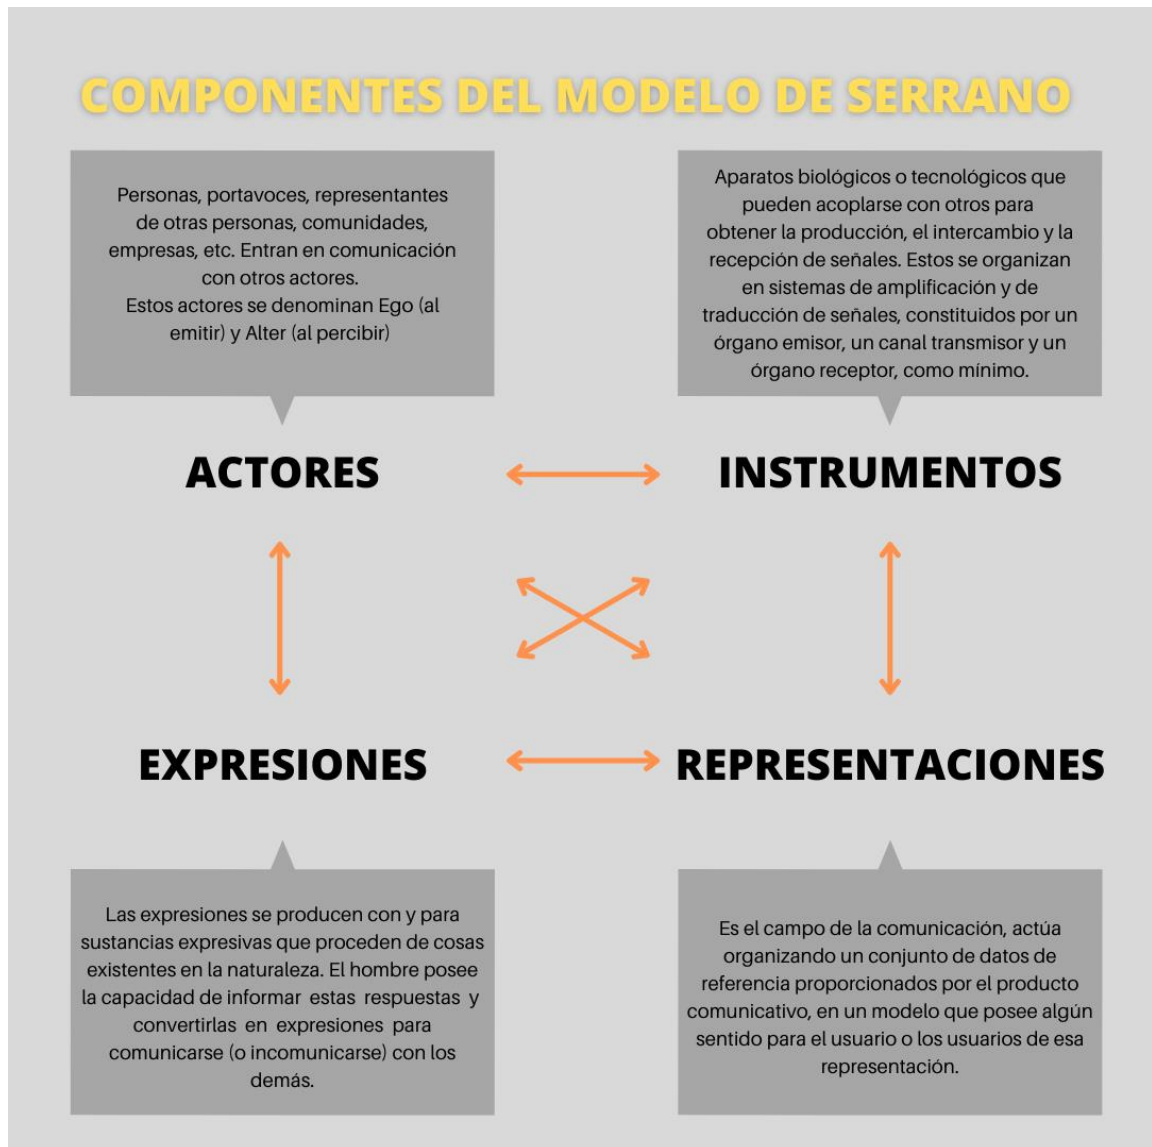 COMPONENTES DEL MODELO DE SERRANO
Personas, portavoces, representantes
de otras personas, comunidades,
empresas, etc. Entran en comunicación
con otros actores.
Estos actores se denominan Ego (al
emitir) y Alter (al percibir)
Aparatos biológicos o tecnológicos que
pueden acoplarse con otros para
obtener la producción, el intercambio y la
recepción de señales. Estos se organizan
en sistemas de amplificación y de
traducción de señales, constituidos por un
órgano emisor, un canal transmisor y un
órgano receptor, como mínimo.
ACTORES
INSTRUMENTOS
EXPRESIONES
REPRESENTACIONES
Las expresiones se producen con y para
sustancias expresivas que proceden de cosas
existentes en la naturaleza. El hombre posee
la capacidad de informar estas respuestas y
convertirlas en expresiones para
comunicarse (o incomunicarse) con los
demás.
Es el campo de la comunicación, actúa
organizando un conjunto de datos de
referencia proporcionados por el producto
comunicativo, en un modelo que posee algún
sentido para el usuario o los usuarios de esa
representación.